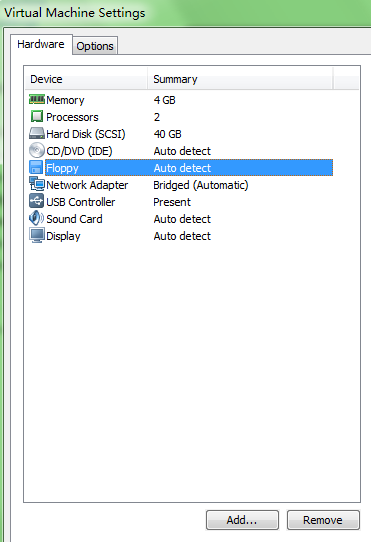 Virtual Machine Settings
Hardware Options
Device Summary
Memory 4 GB
Processors 2
Hard Disk (SCSI) 40 GB
CD/DVD (IDE) Auto detect
Floppy Auto detect
Network Adapter Bridged (Automatic)
USB Controller Present
Sound Card Auto detect
Display Auto detect
Add... Remove